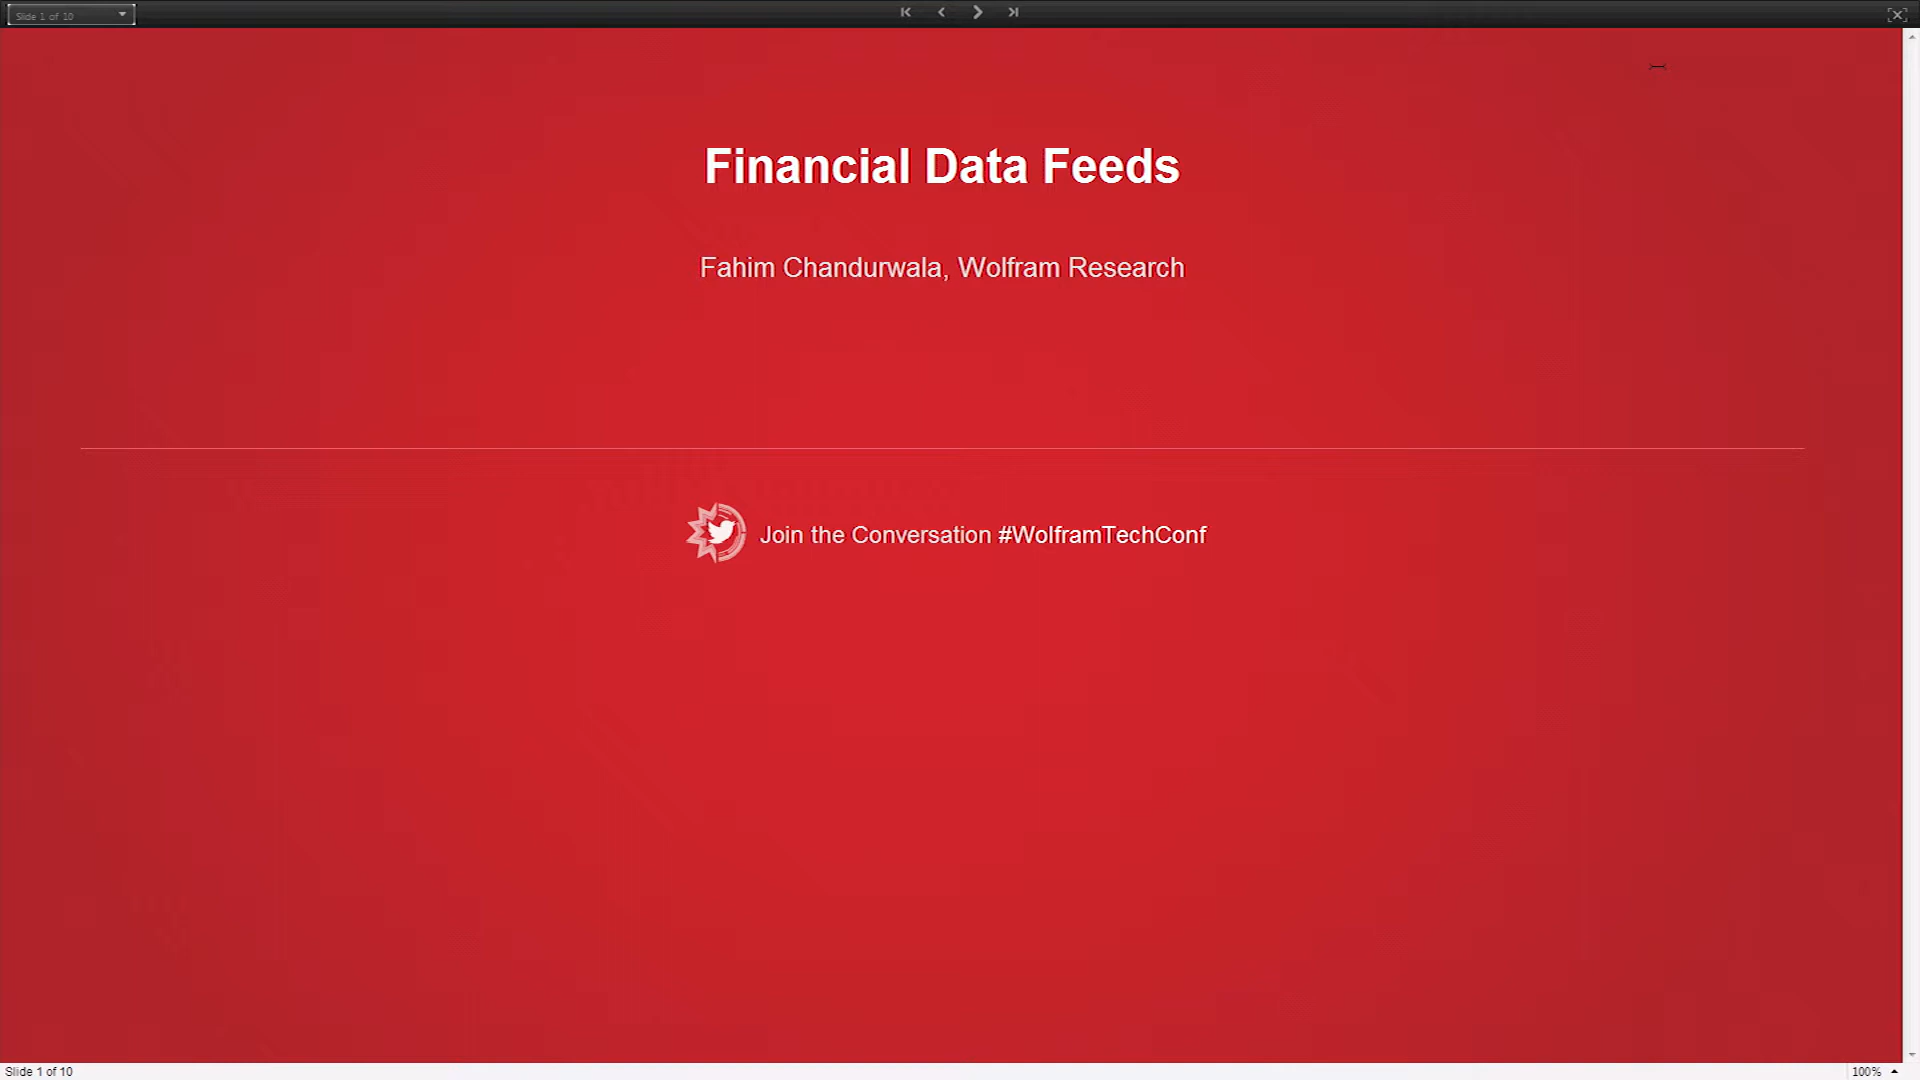 Slide 1 of 10
Financial Data Feeds
Fahim Chandurwala, Wolfram Research
Join the Conversation #WolframTechConf
Slide 1 of 10
100%